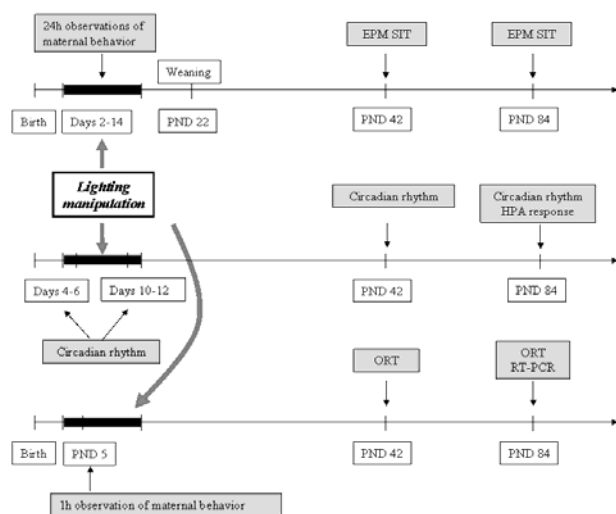 24h observations of
maternal behavior
EPM SIT
EPM SIT
Weaning
Birth
Days 2-14
PND 22
PND 42
PND 84
Lighting
manipulation
Circadian rhythm
Circadian rhythm
HPA response
Days 4-6
Days 10-12
PND 42
PND 84
Circadian rhythm
ORT
ORT
RT-PCR
Birth
PND 5
PND 42
PND 84
1h observation of maternal behavior